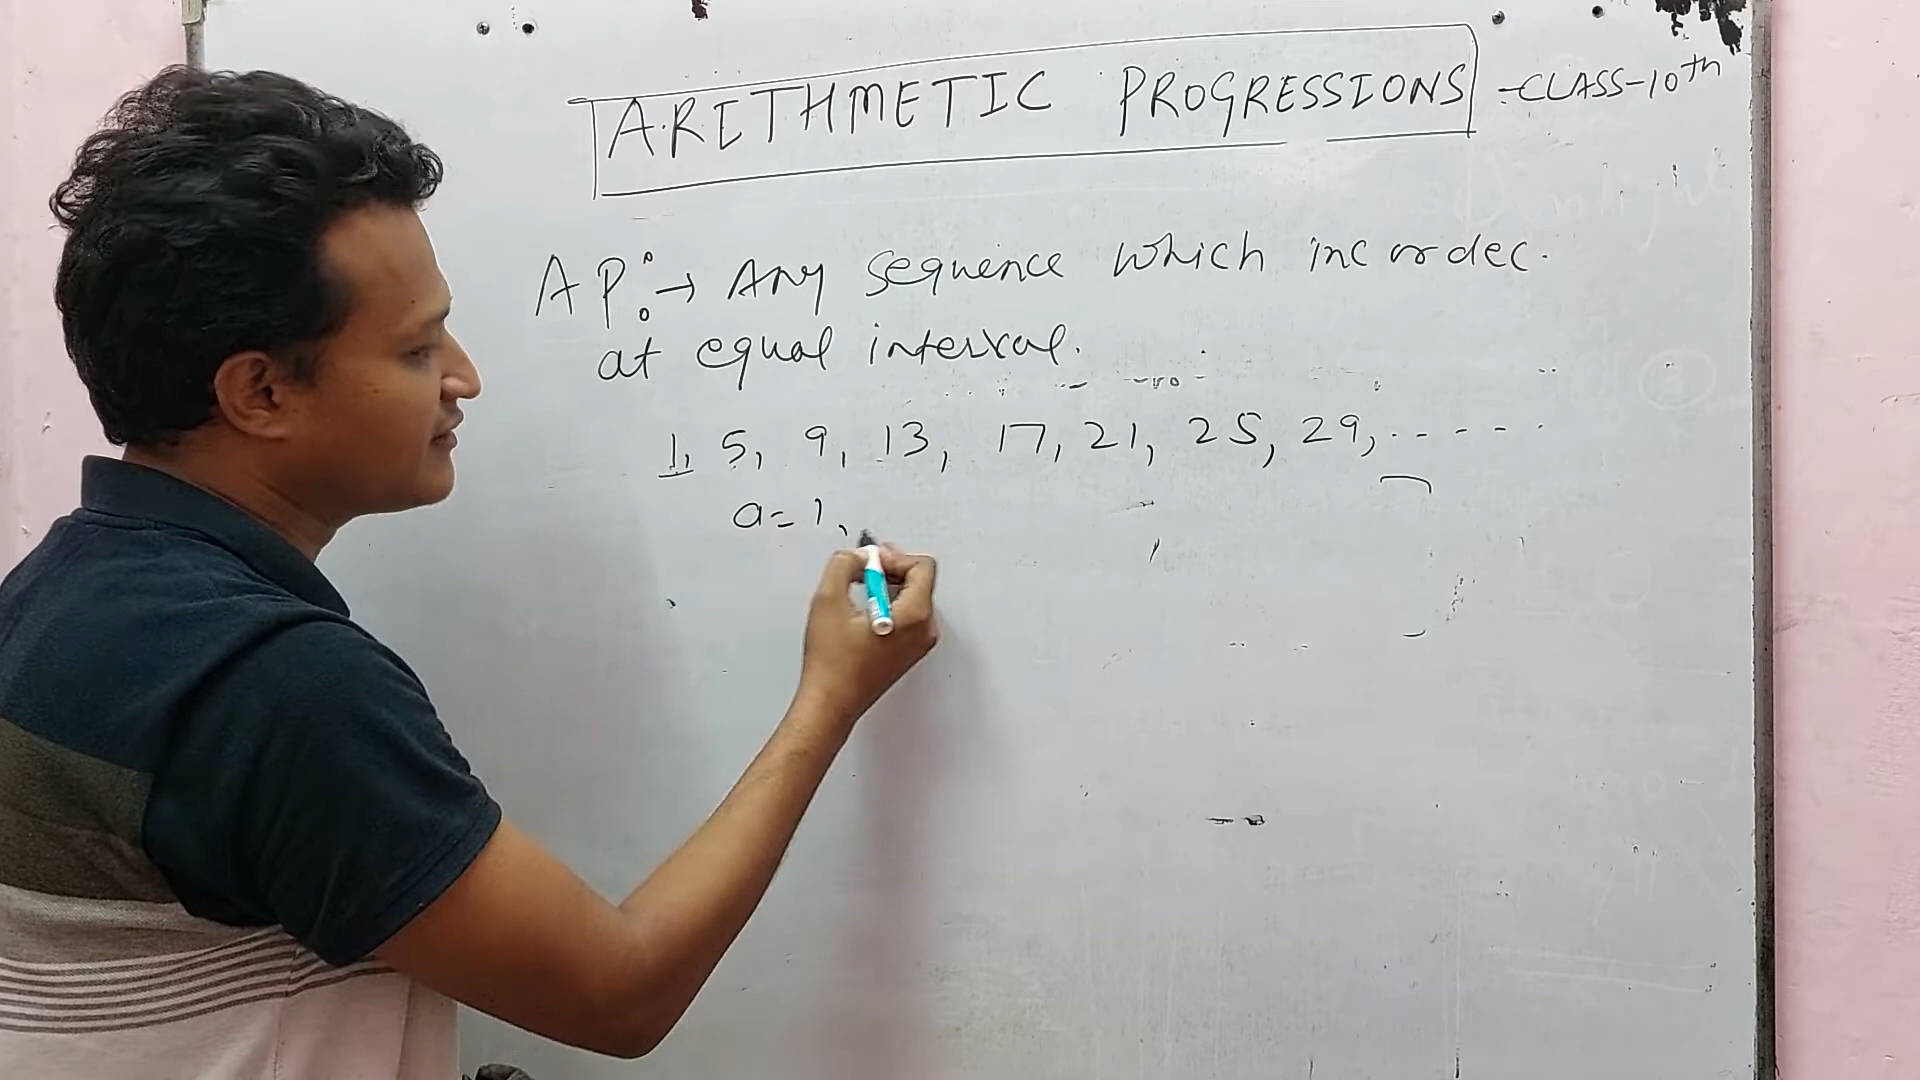 ARITHMETIC PROGRESSIONS - CLASS-10th
AP:→ Any sequence which inc or dec.
at equal interval.
1, 5, 9, 13, 17, 21, 25, 29, .....
a=1,